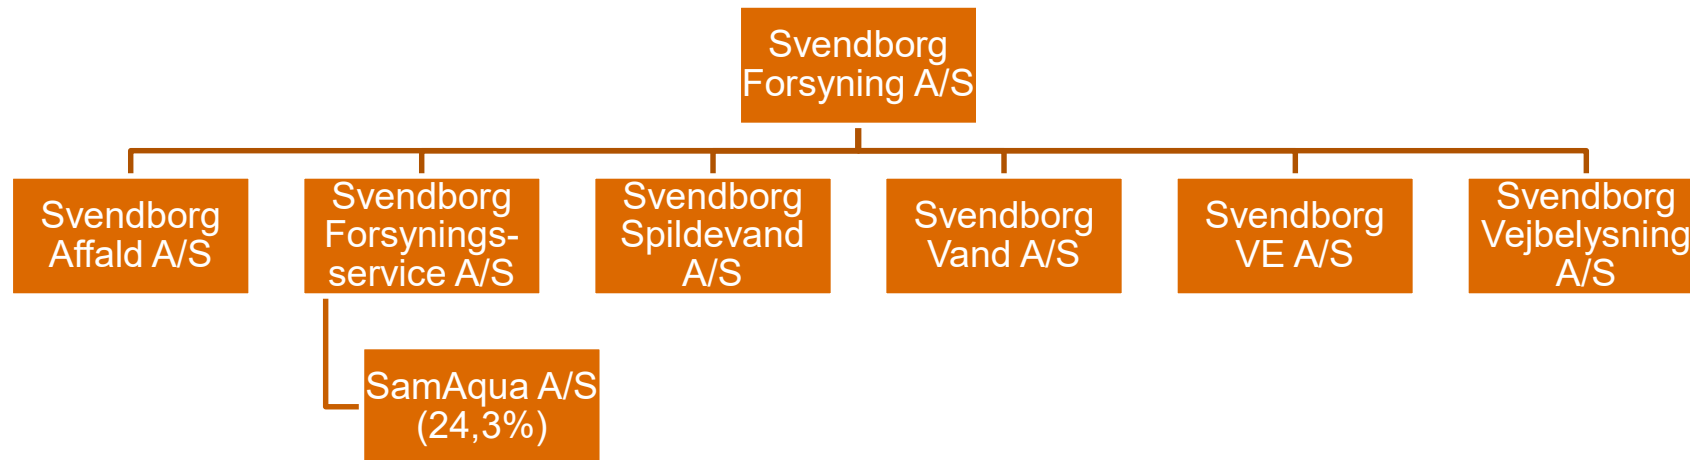 Svendborg
Forsyning A/S
Svendborg
Affald A/S
Svendborg
Forsynings-
service A/S
Svendborg
Spildevand
A/S
Svendborg
Vand A/S
Svendborg
VE A/S
Svendborg
Vejbelysning
A/S
SamAqua A/S
(24,3%)